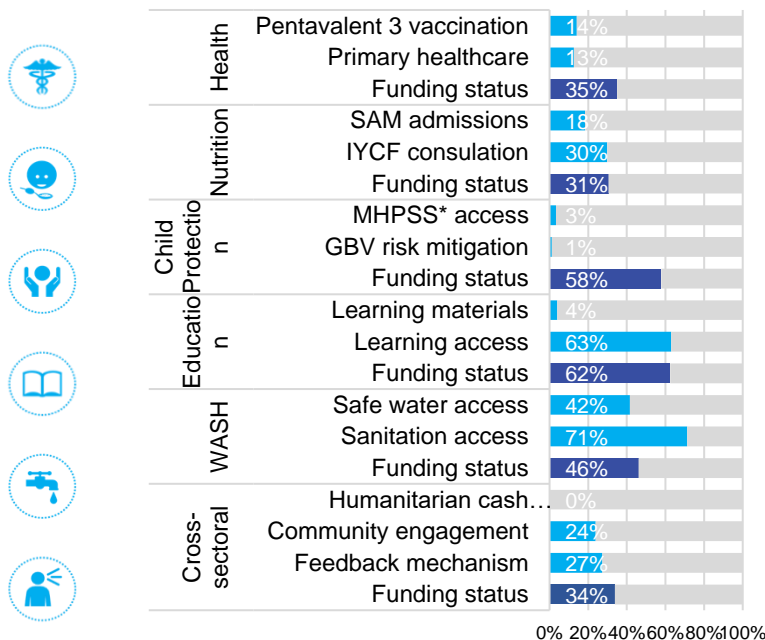 Health
Pentavalent 3 vaccination 14%
Primary healthcare 13%
Funding status 35%
Nutrition
SAM admissions 18%
IYCF consulation 30%
Funding status 31%
Child
Protectio
n
MHPSS* access 3%
GBV risk mitigation 1%
Funding status 58%
Educatio
n
Learning materials 4%
Learning access 63%
Funding status 62%
WASH
Safe water access 42%
Sanitation access 71%
Funding status 46%
Cross-
sectoral
Humanitarian cash… 0%
Community engagement 24%
Feedback mechanism 27%
Funding status 34%
0% 20% 40% 60% 80% 100%